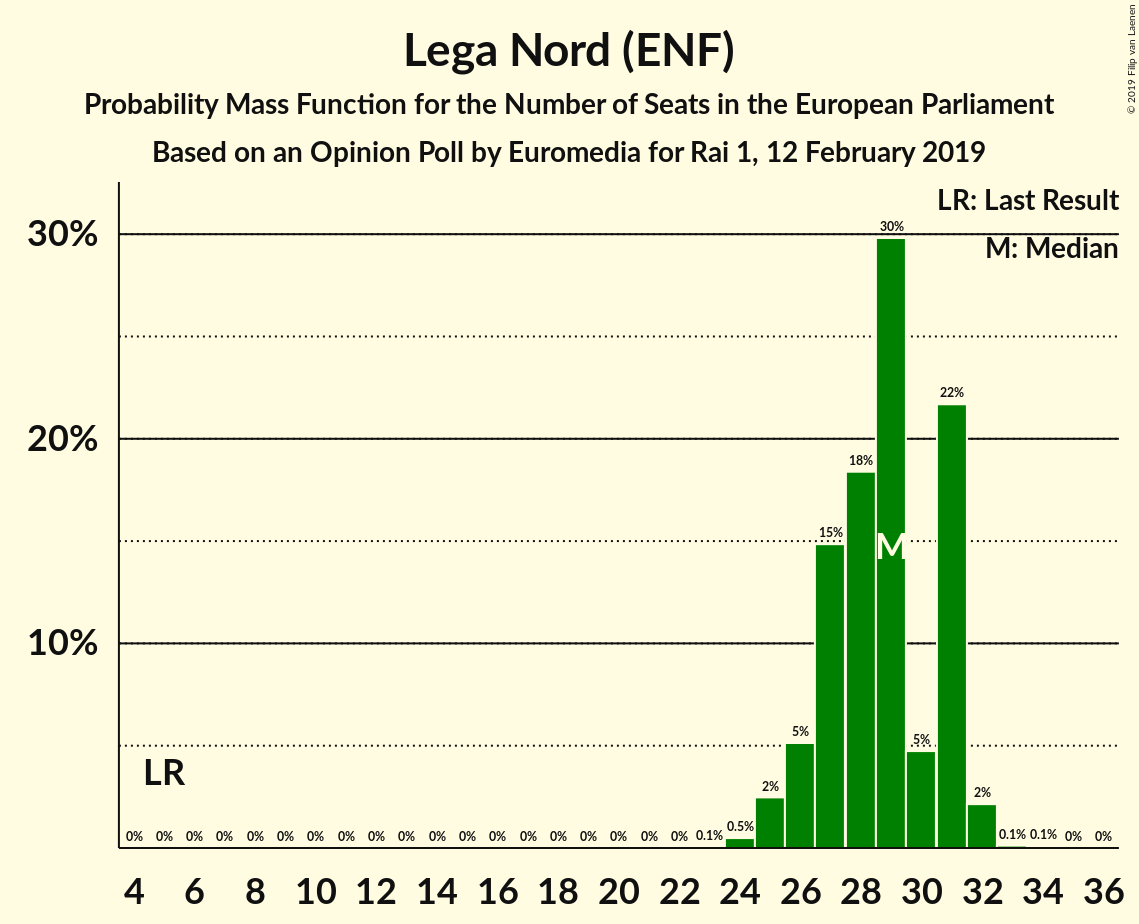 Lega Nord (ENF)
Probability Mass Function for the Number of Seats in the European Parliament
Based on an Opinion Poll by Euromedia for Rai 1, 12 February 2019
© 2019 Filip van Laenen
LR: Last Result
M: Median
30%
20%
10%
LR
M
0% 0% 0% 0% 0% 0% 0% 0% 0% 0% 0% 0% 0% 0% 0% 0% 0% 0% 0% 0.1% 0.5% 2% 5% 15% 18% 30% 5% 22% 2% 0.1% 0.1% 0% 0%
4 6 8 10 12 14 16 18 20 22 24 26 28 30 32 34 36